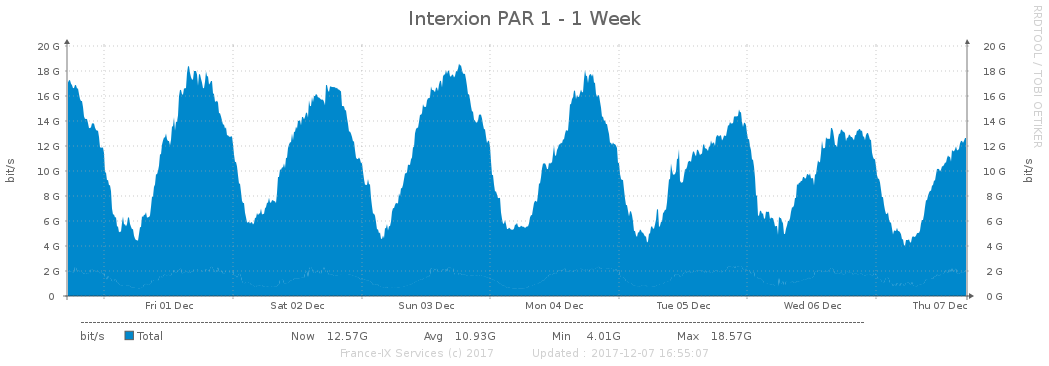 Interxion PAR 1 - 1 Week
RRDTOOL / TOBI OETIKER
bit/s
bit/s
20 G 20 G
18 G 18 G
16 G 16 G
14 G 14 G
12 G 12 G
10 G 10 G
8 G 8 G
6 G 6 G
4 G 4 G
2 G 2 G
0 0 G
Fri 01 Dec Sat 02 Dec Sun 03 Dec Mon 04 Dec Tue 05 Dec Wed 06 Dec Thu 07 Dec
bit/s Total Now 12.57G Avg 10.93G Min 4.01G Max 18.57G
France-IX Services (c) 2017 Updated : 2017-12-07 16:55:07